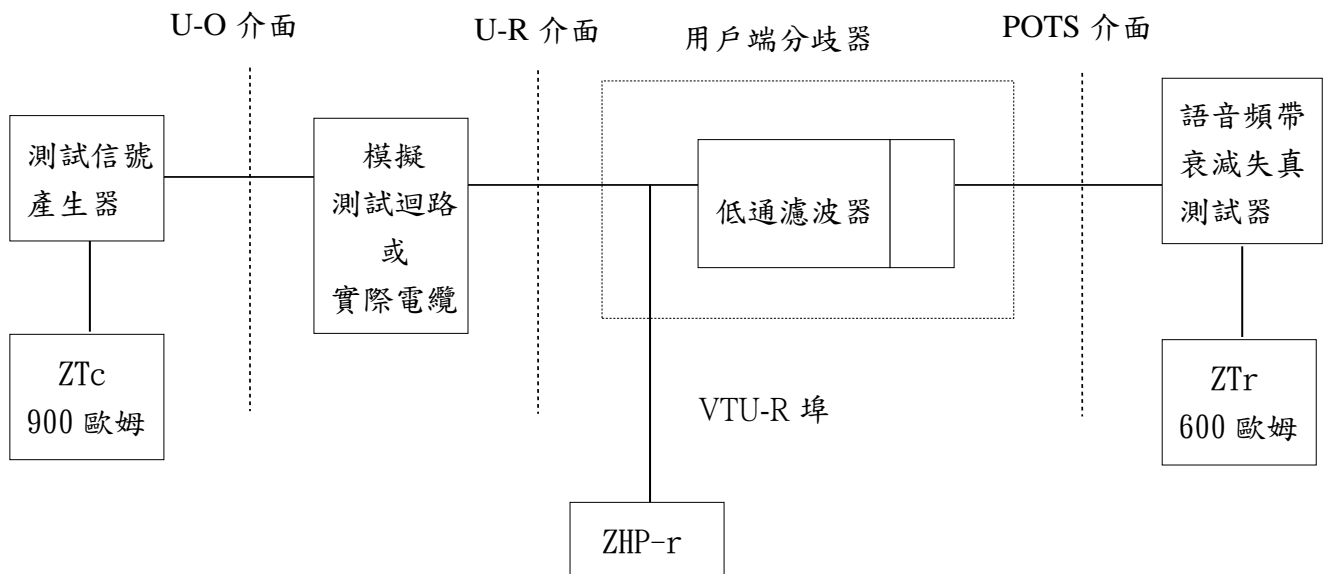 U-O 介面
U-R 介面
用戶端分歧器
POTS 介面
測試信號
產生器
模擬
測試迴路
或
實際電纜
低通濾波器
語音頻帶
衰減失真
測試器
ZTc
900 歐姆
VTU-R 埠
ZTr
600 歐姆
ZHP-r